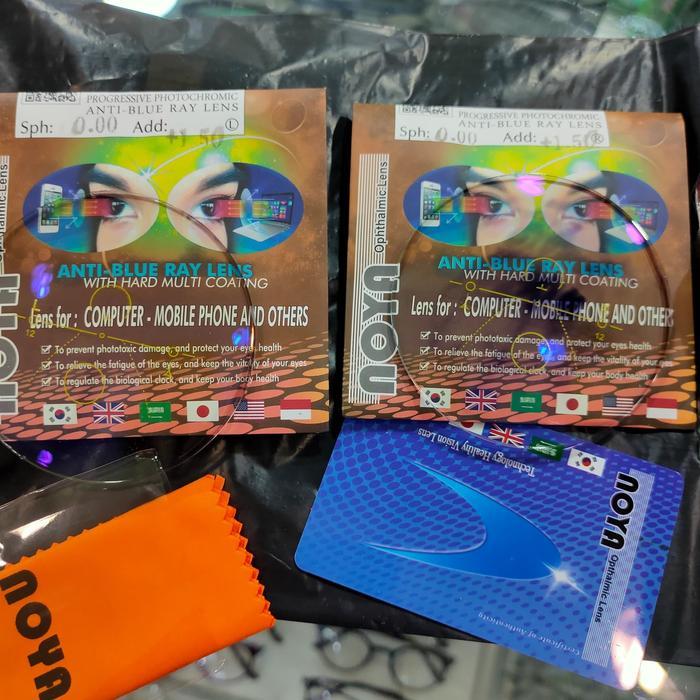 PROGRESSIVE PHOTOCHROMIC
ANTI-BLUE RAY LENS
Sph: 0.00 Add: +1.50 L
Ophthalmic Lens
ANTI-BLUE RAY LENS
WITH HARD MULTI COATING
Lens for : COMPUTER - MOBILE PHONE AND OTHERS
To prevent phototoxic damage, and protect your eyes health
To relieve the fatigue of the eyes, and keep the vitality of your eyes
To regulate the biological clock, and keep your body health
PROGRESSIVE PHOTOCHROMIC
ANTI-BLUE RAY LENS
Sph: 0.00 Add: +1.50 R
NOYA
Ophthalmic Lens
ANTI-BLUE RAY LENS
WITH HARD MULTI COATING
Lens for : COMPUTER - MOBILE PHONE AND OTHERS
To prevent phototoxic damage, and protect your eyes health
To relieve the fatigue of the eyes, and keep the vitality of your eyes
To regulate the biological clock, and keep your body health
Technology Healthy Vision Lens
NOYA
Opthalmic Lens
Certificate of Authenticity
NOYA